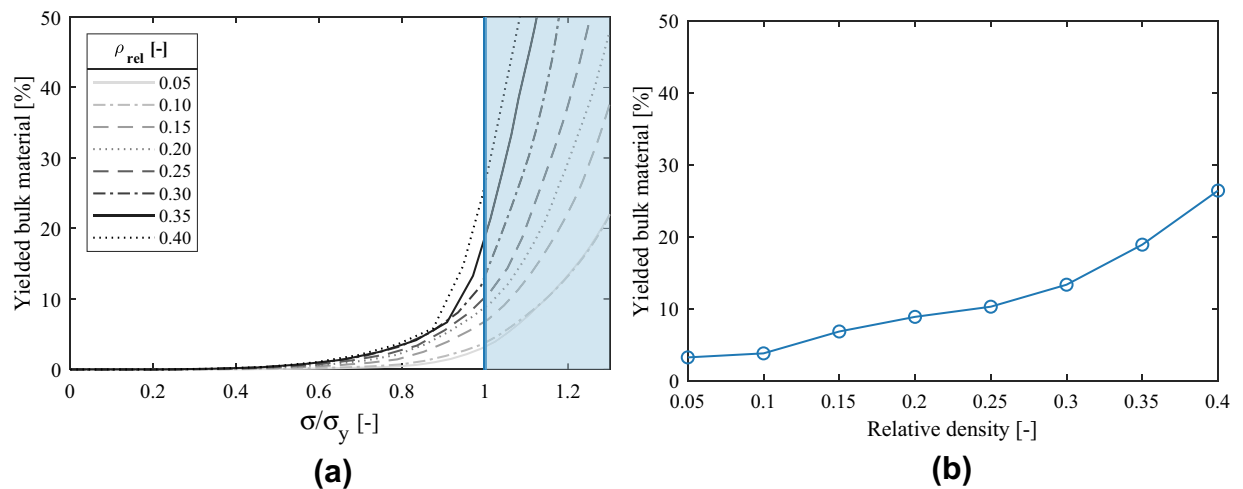 50
40
30
20
10
0
Yielded bulk material [%]
ρrel [-]
0.05
0.10
0.15
0.20
0.25
0.30
0.35
0.40
0 0.2 0.4 0.6 0.8 1 1.2
σ/σy [-]
(a)
50
40
30
20
10
0
Yielded bulk material [%]
0.05 0.1 0.15 0.2 0.25 0.3 0.35 0.4
Relative density [-]
(b)